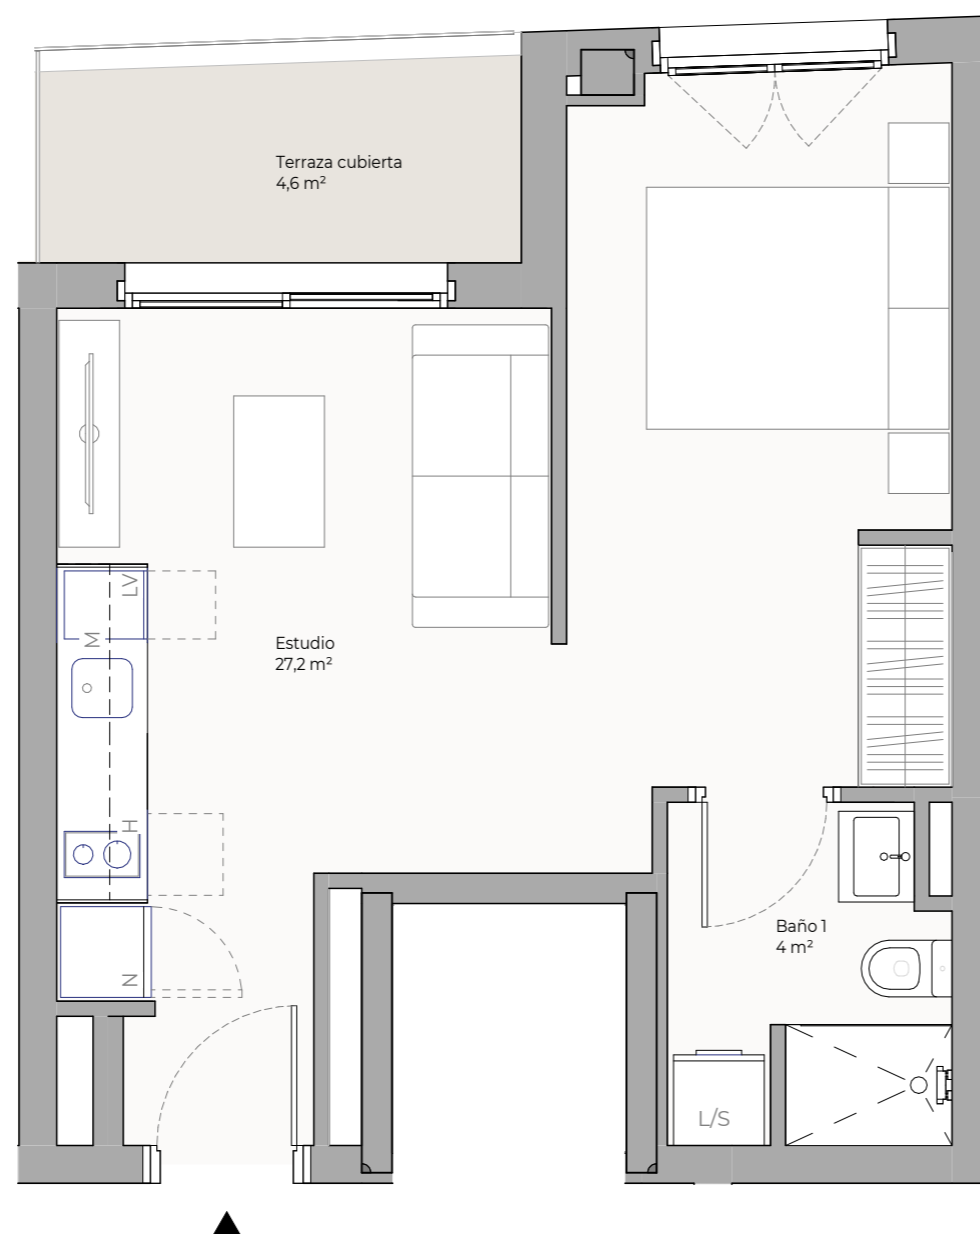 Terraza cubierta
4,6 m²
LV
M
Estudio
27,2 m²
H
Baño 1
4 m²
N
L/S